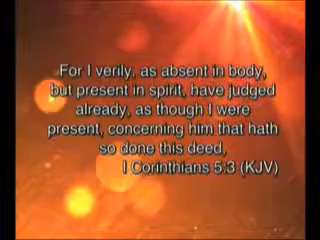 For I verily, as absent in body,
but present in spirit, have judged
already, as though I were
present, concerning him that hath
so done this deed,
I Corinthians 5:3 (KJV)